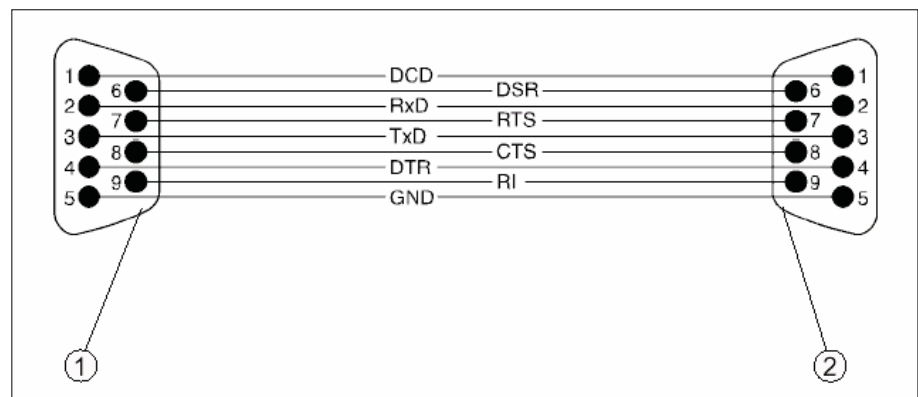 1 DCD 1
6 DSR 6
2 RxD 2
7 RTS 7
3 TxD 3
8 CTS 8
4 DTR 4
9 RI 9
5 GND 5
1 2